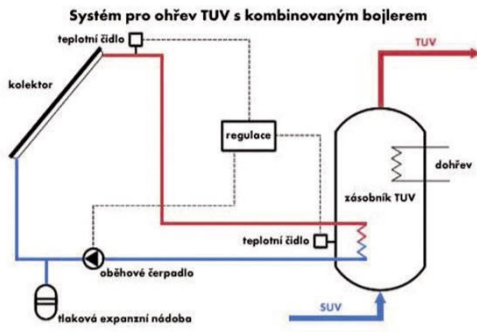 Systém pro ohřev TUV s kombinovaným bojlerem
teplotní čidlo
TUV
kolektor
regulace
dohřev
zásobník TUV
teplotní čidlo
oběhové čerpadlo
tlaková expanzní nádoba
SUV